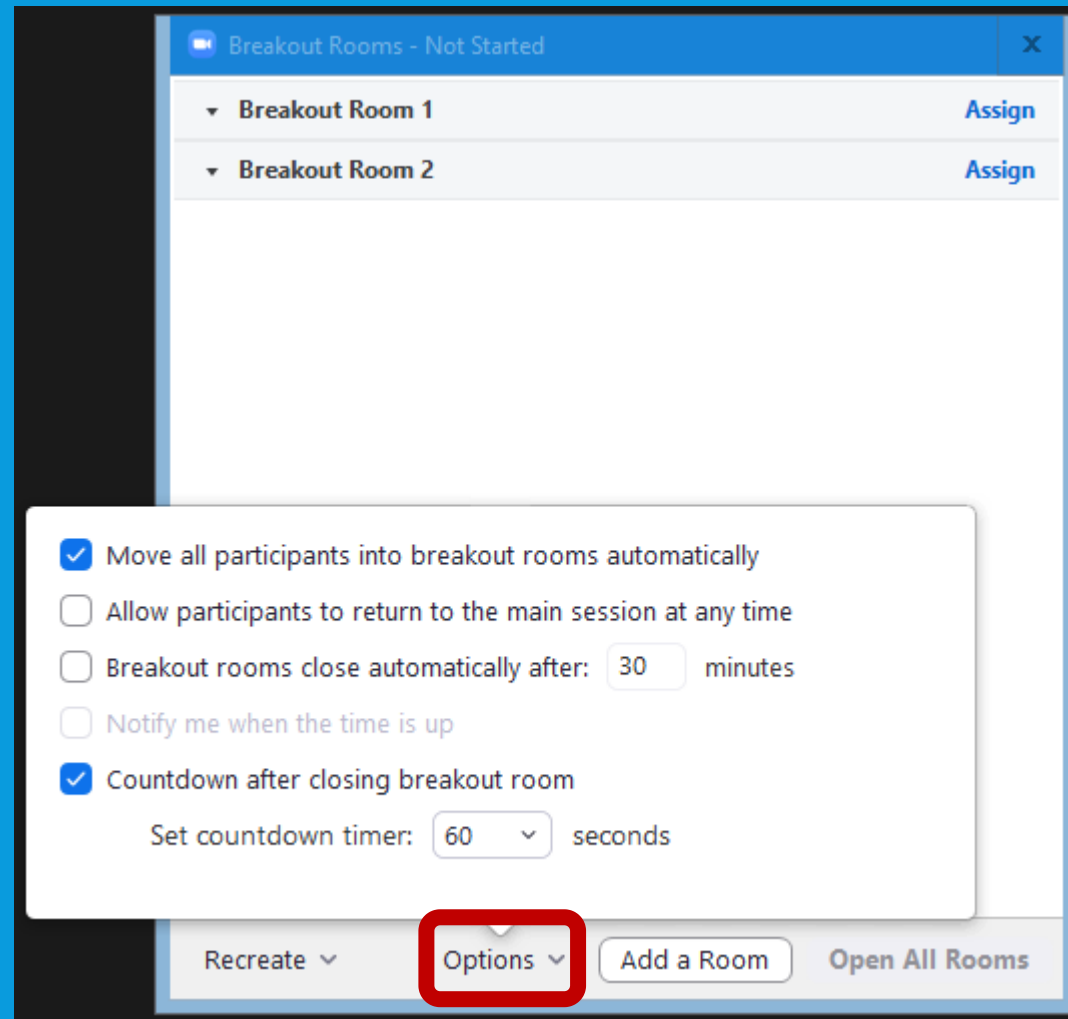 Breakout Rooms - Not Started
Breakout Room 1 Assign
Breakout Room 2 Assign
Move all participants into breakout rooms automatically
Allow participants to return to the main session at any time
Breakout rooms close automatically after: 30 minutes
Notify me when the time is up
Countdown after closing breakout room
Set countdown timer: 60 seconds
Recreate Options Add a Room Open All Rooms